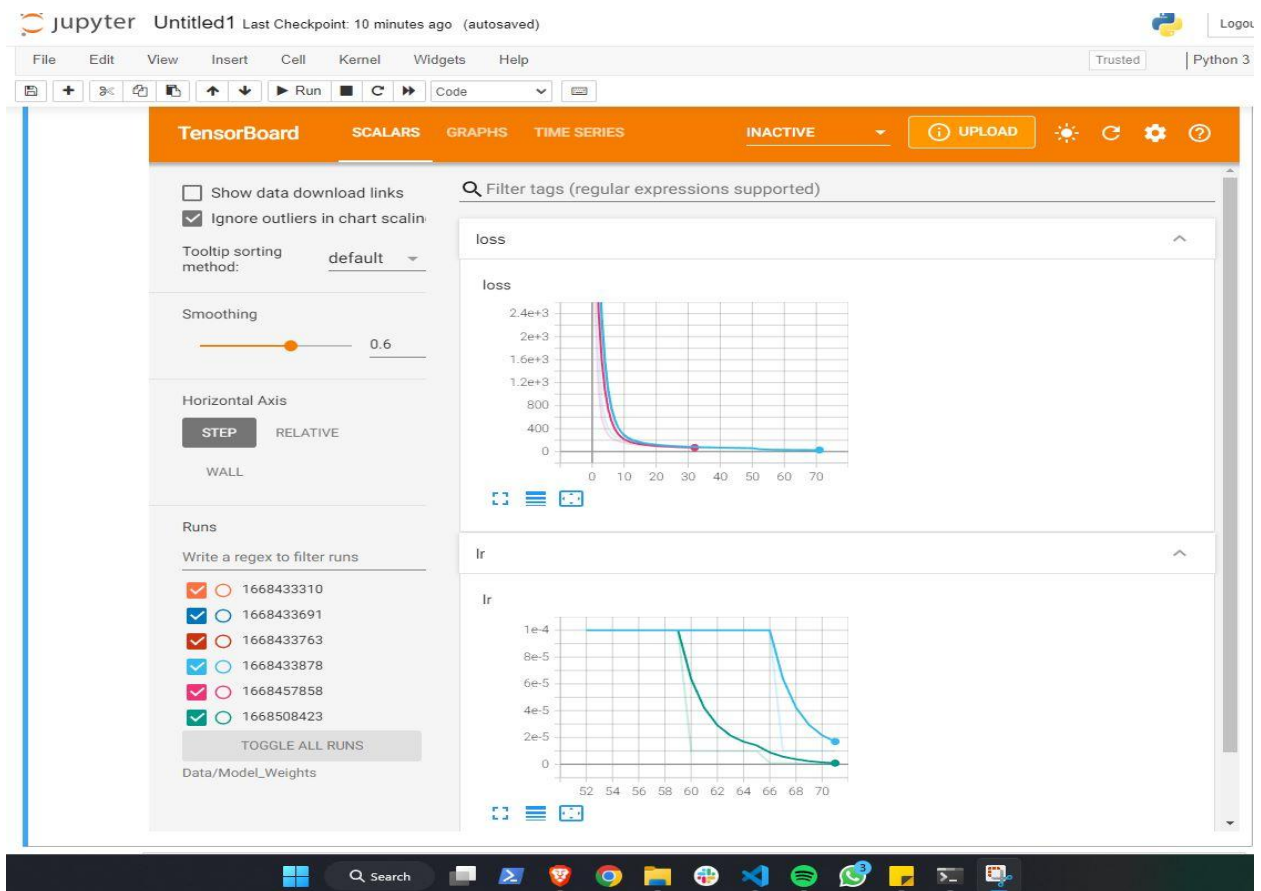 jupyter Untitled1 Last Checkpoint: 10 minutes ago (autosaved) Logou
File Edit View Insert Cell Kernel Widgets Help Trusted Python 3
Run Code
TensorBoard SCALARS GRAPHS TIME SERIES INACTIVE UPLOAD
Show data download links
Ignore outliers in chart scalin
Tooltip sorting
method: default
Smoothing
0.6
Horizontal Axis
STEP RELATIVE
WALL
Runs
Write a regex to filter runs
1668433310
1668433691
1668433763
1668433878
1668457858
1668508423
TOGGLE ALL RUNS
Data/Model_Weights
Filter tags (regular expressions supported)
loss
loss
2.4e+3
2e+3
1.6e+3
1.2e+3
800
400
0
0 10 20 30 40 50 60 70
lr
lr
1e-4
8e-5
6e-5
4e-5
2e-5
0
52 54 56 58 60 62 64 66 68 70
Search
3